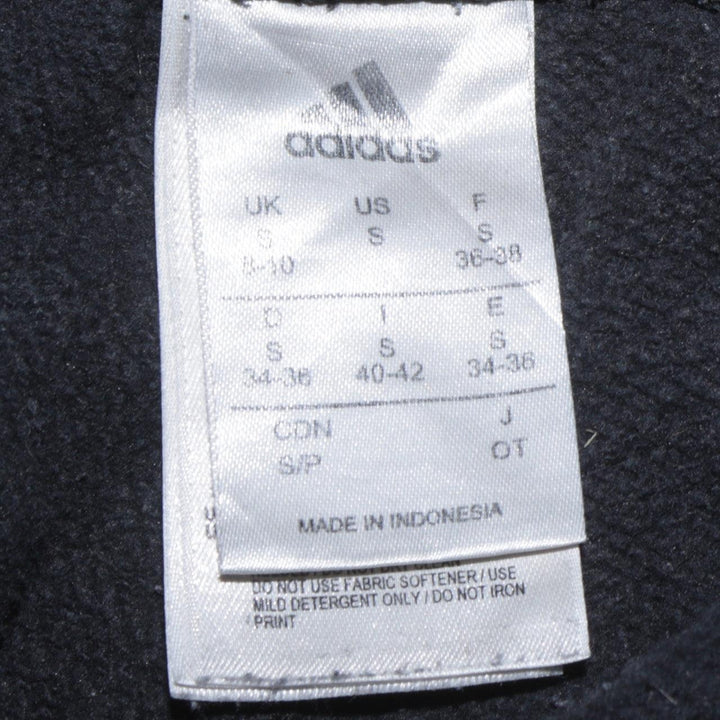 adidas
UK US F
S S S
8-10 36-38
D I E
S S S
34-36 40-42 34-36
CDN J
S/P OT
MADE IN INDONESIA
DO NOT USE FABRIC SOFTENER / USE
MILD DETERGENT ONLY / DO NOT IRON
PRINT